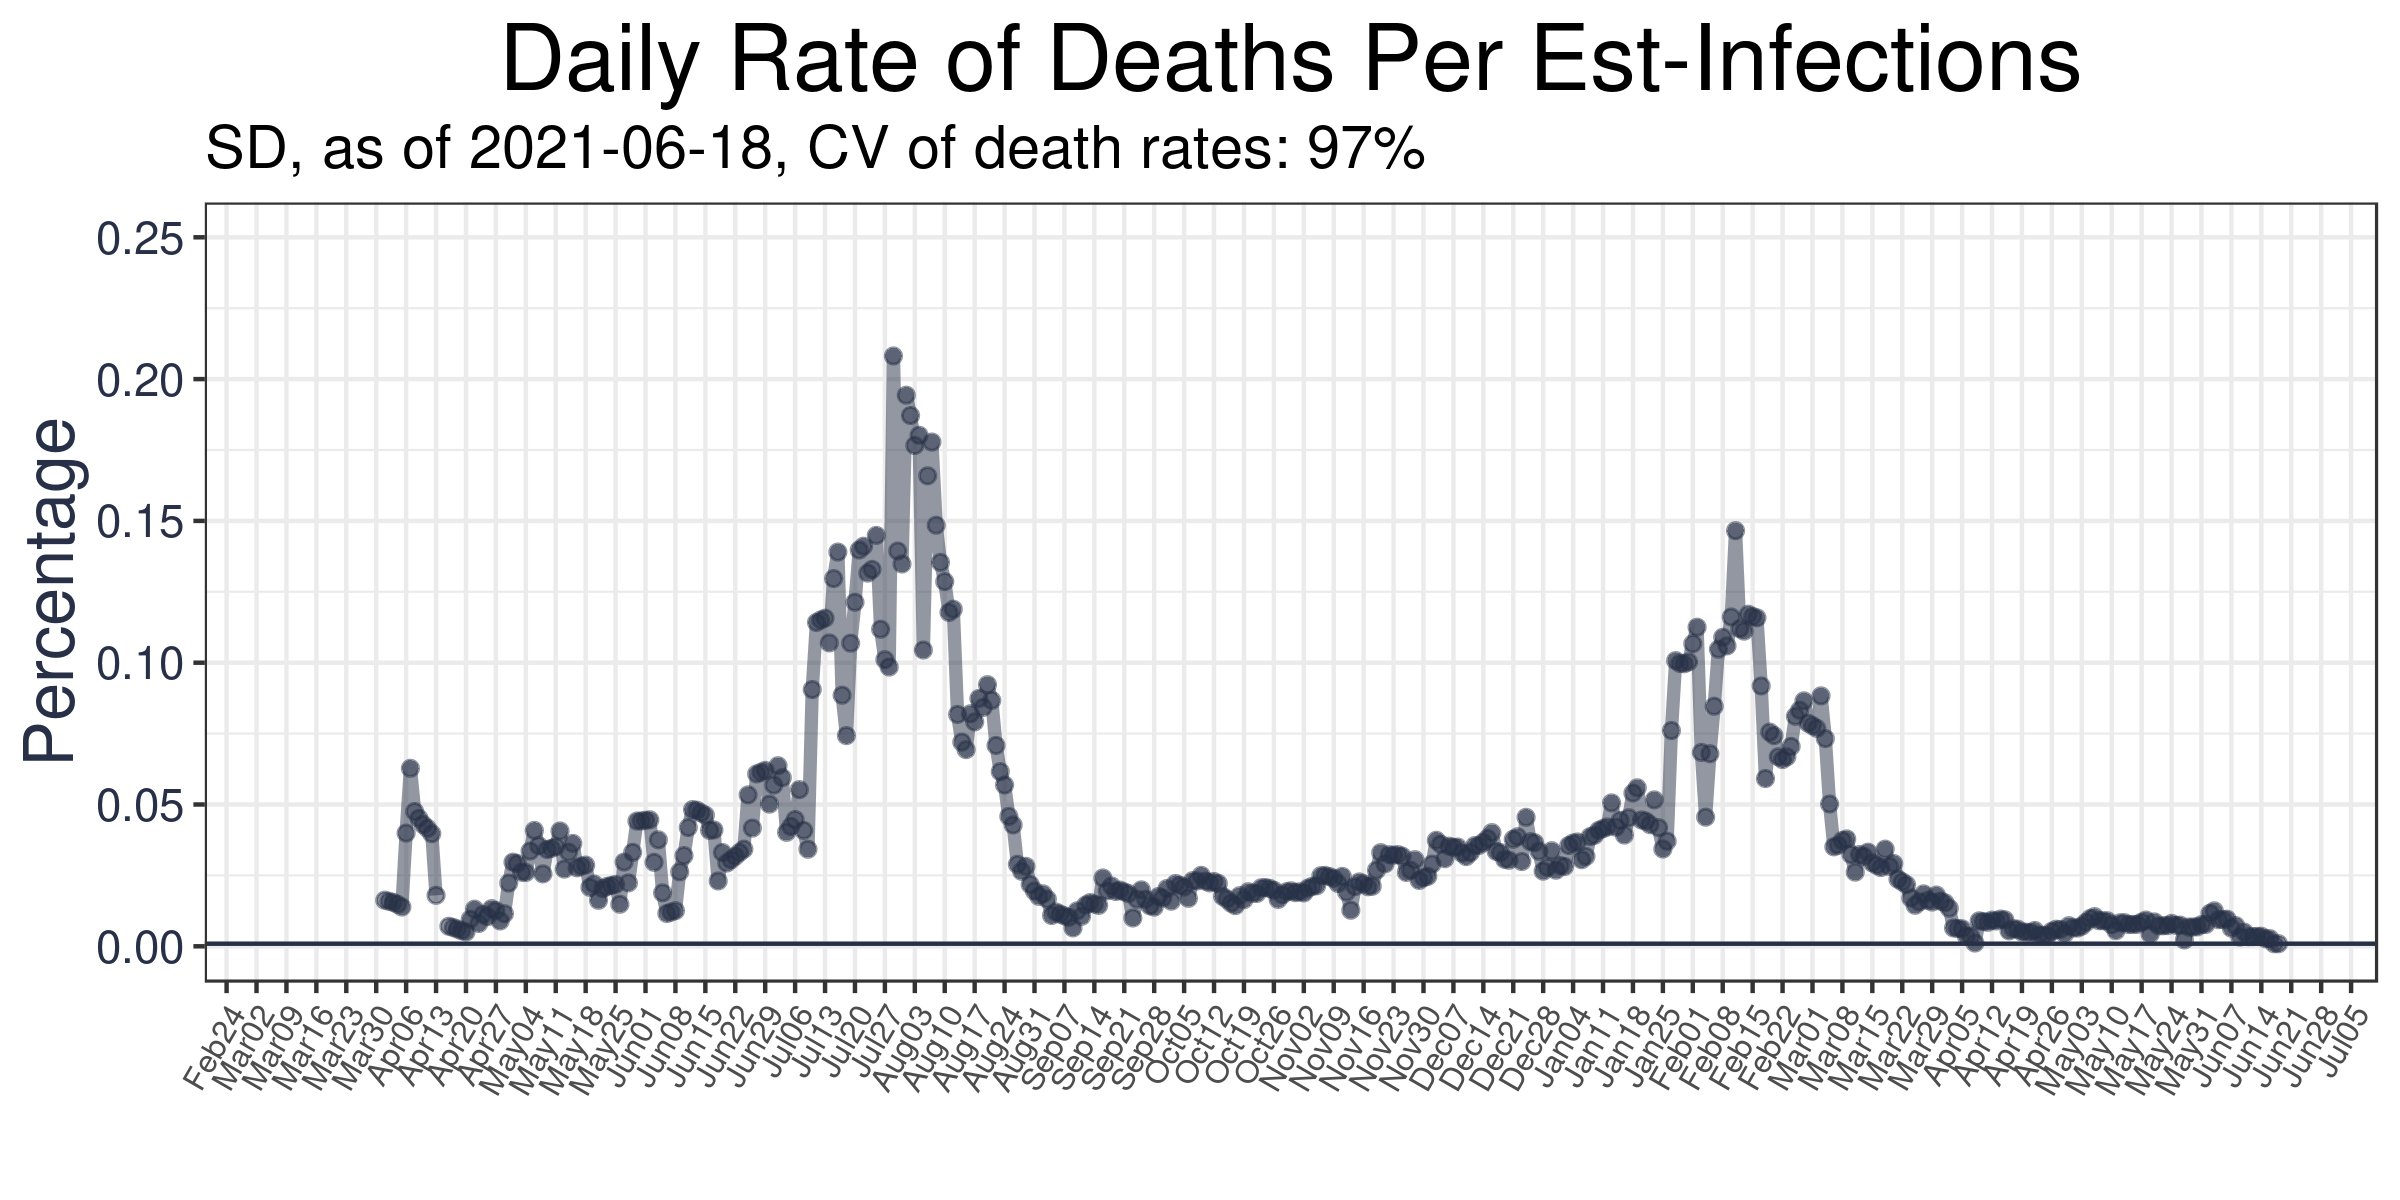 Daily Rate of Deaths Per Est-Infections
SD, as of 2021-06-18, CV of death rates: 97%
Percentage
0.25
0.20
0.15
0.10
0.05
0.00
Feb24 Mar02 Mar09 Mar16 Mar23 Mar30 Apr06 Apr13 Apr20 Apr27 May04 May11 May18 May25 Jun01 Jun08 Jun15 Jun22 Jun29 Jul06 Jul13 Jul20 Jul27 Aug03 Aug10 Aug17 Aug24 Aug31 Sep07 Sep14 Sep21 Sep28 Oct05 Oct12 Oct19 Oct26 Nov02 Nov09 Nov16 Nov23 Nov30 Dec07 Dec14 Dec21 Dec28 Jan04 Jan11 Jan18 Jan25 Feb01 Feb08 Feb15 Feb22 Mar01 Mar08 Mar15 Mar22 Mar29 Apr05 Apr12 Apr19 Apr26 May03 May10 May17 May24 May31 Jun07 Jun14 Jun21 Jun28 Jul05